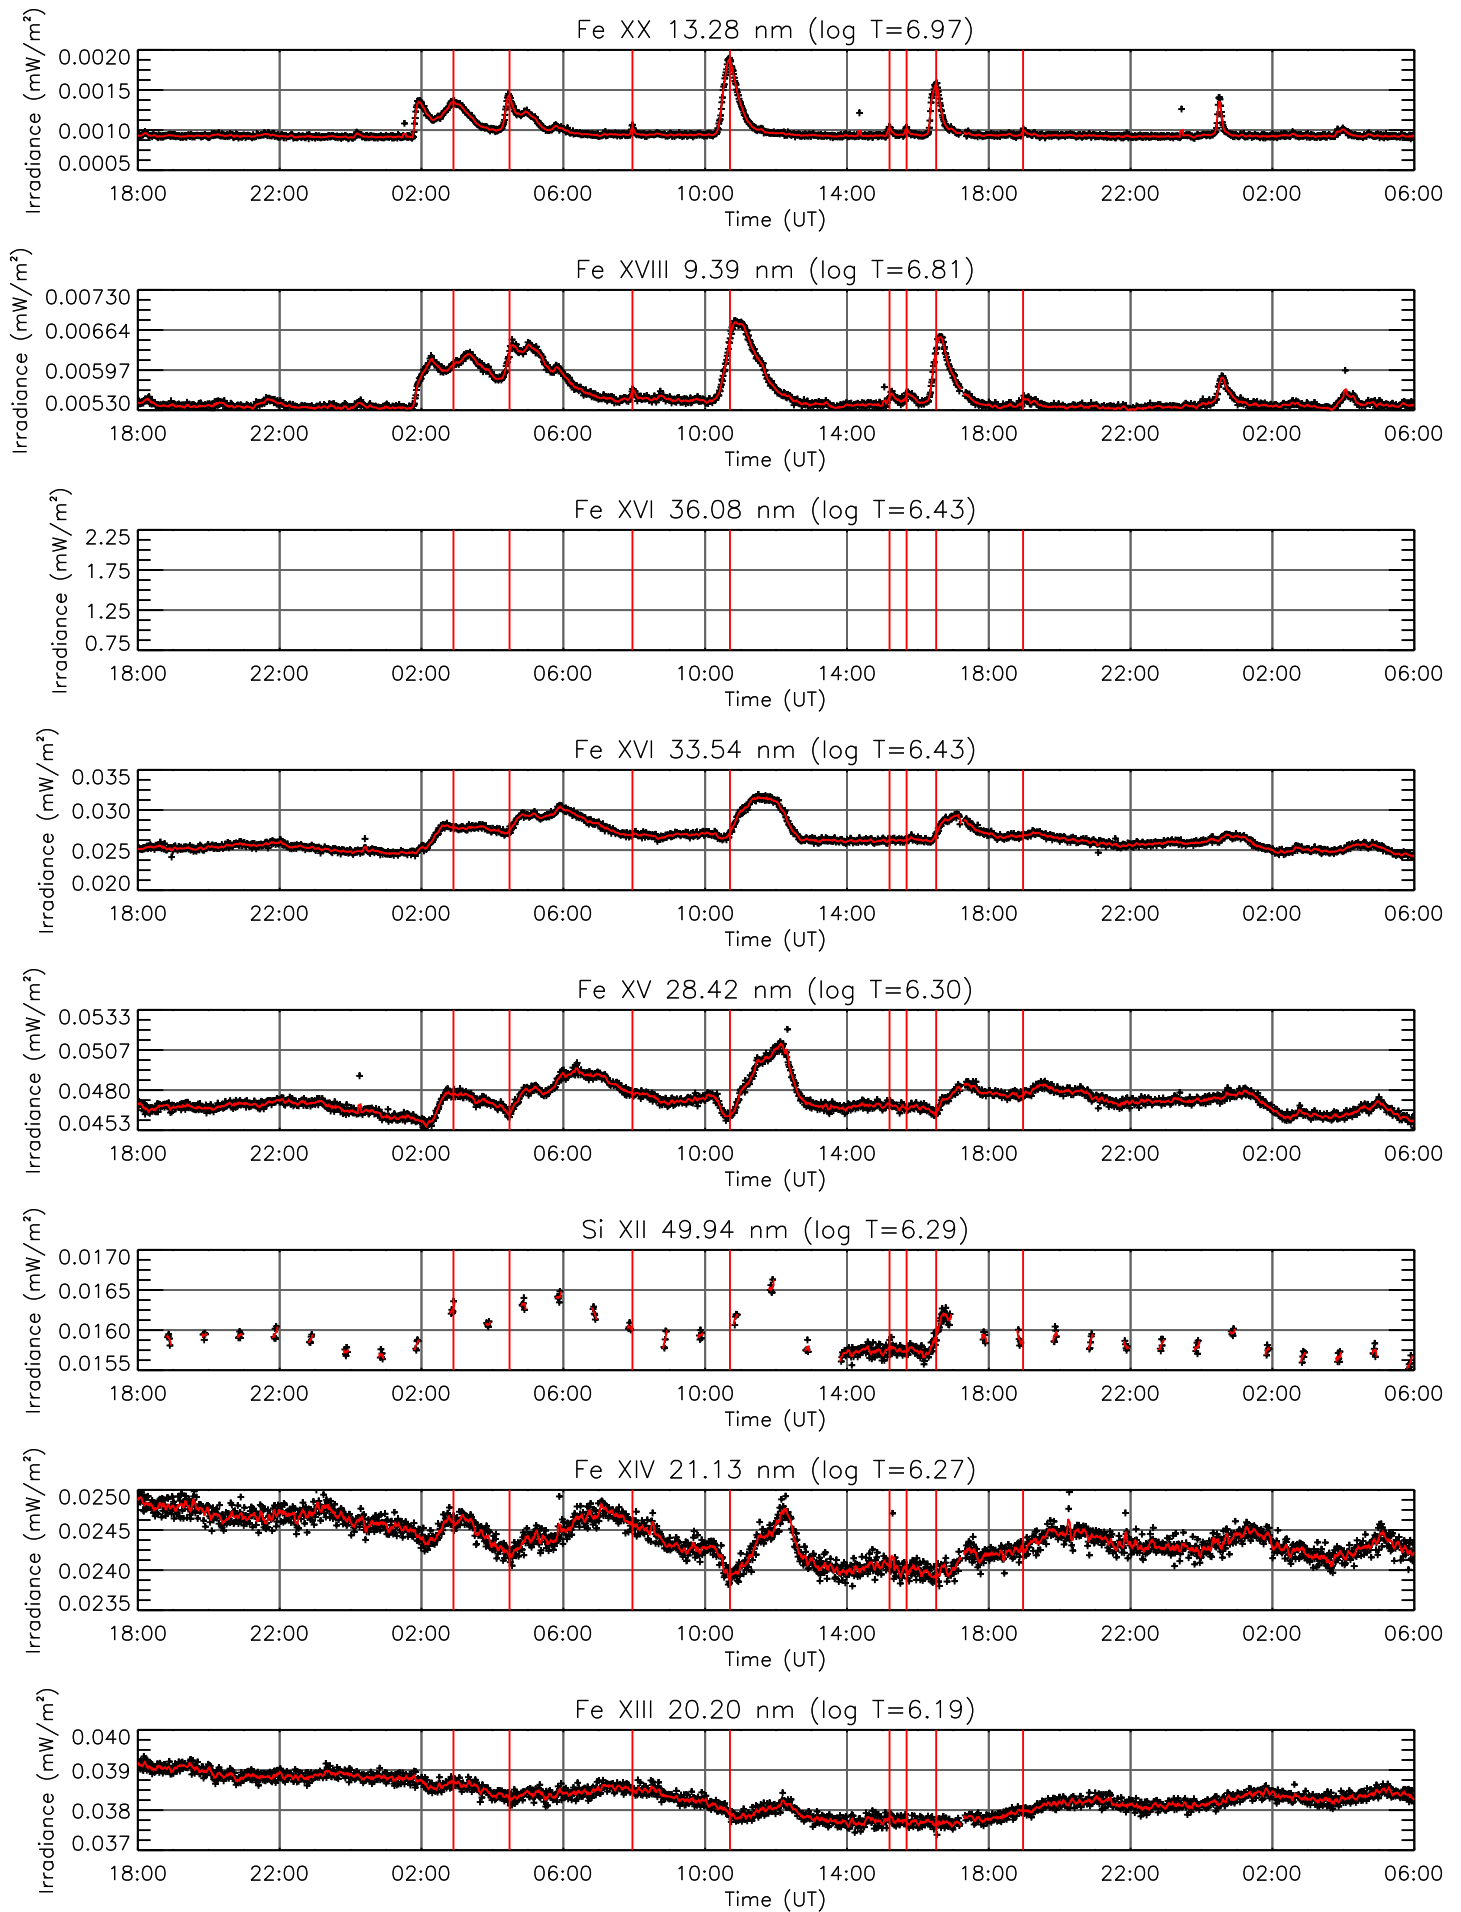 Fe XX 13.28 nm (log T=6.97)
Irradiance (mW/m²)
0.0020
0.0015
0.0010
0.0005
18:00 22:00 02:00 06:00 10:00 14:00 18:00 22:00 02:00 06:00
Time (UT)
Fe XVIII 9.39 nm (log T=6.81)
Irradiance (mW/m²)
0.00730
0.00664
0.00597
0.00530
18:00 22:00 02:00 06:00 10:00 14:00 18:00 22:00 02:00 06:00
Time (UT)
Fe XVI 36.08 nm (log T=6.43)
Irradiance (mW/m²)
2.25
1.75
1.25
0.75
18:00 22:00 02:00 06:00 10:00 14:00 18:00 22:00 02:00 06:00
Time (UT)
Fe XVI 33.54 nm (log T=6.43)
Irradiance (mW/m²)
0.035
0.030
0.025
0.020
18:00 22:00 02:00 06:00 10:00 14:00 18:00 22:00 02:00 06:00
Time (UT)
Fe XV 28.42 nm (log T=6.30)
Irradiance (mW/m²)
0.0533
0.0507
0.0480
0.0453
18:00 22:00 02:00 06:00 10:00 14:00 18:00 22:00 02:00 06:00
Time (UT)
Si XII 49.94 nm (log T=6.29)
Irradiance (mW/m²)
0.0170
0.0165
0.0160
0.0155
18:00 22:00 02:00 06:00 10:00 14:00 18:00 22:00 02:00 06:00
Time (UT)
Fe XIV 21.13 nm (log T=6.27)
Irradiance (mW/m²)
0.0250
0.0245
0.0240
0.0235
18:00 22:00 02:00 06:00 10:00 14:00 18:00 22:00 02:00 06:00
Time (UT)
Fe XIII 20.20 nm (log T=6.19)
Irradiance (mW/m²)
0.040
0.039
0.038
0.037
18:00 22:00 02:00 06:00 10:00 14:00 18:00 22:00 02:00 06:00
Time (UT)